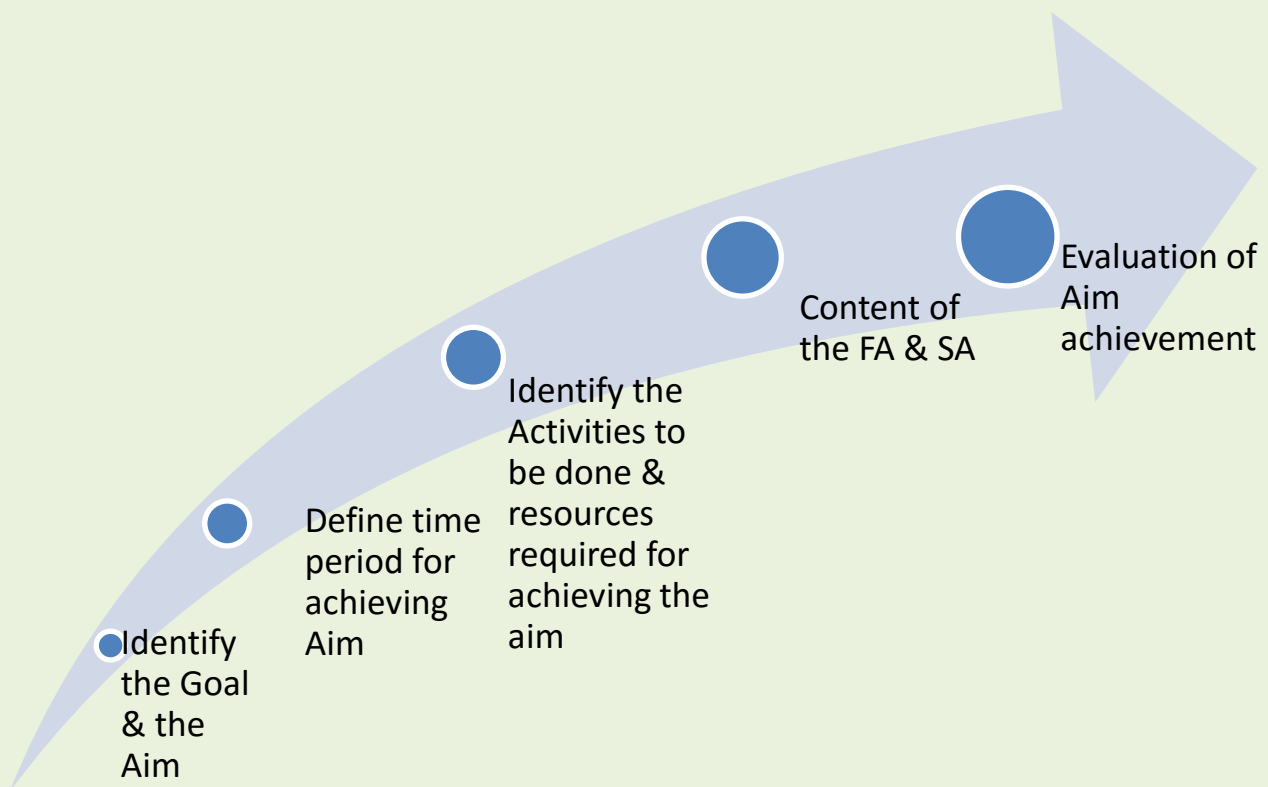 Identify
the Goal
& the
Aim
Define time
period for
achieving
Aim
Identify the
Activities to
be done &
resources
required for
achieving the
aim
Content of
the FA & SA
Evaluation of
Aim
achievement